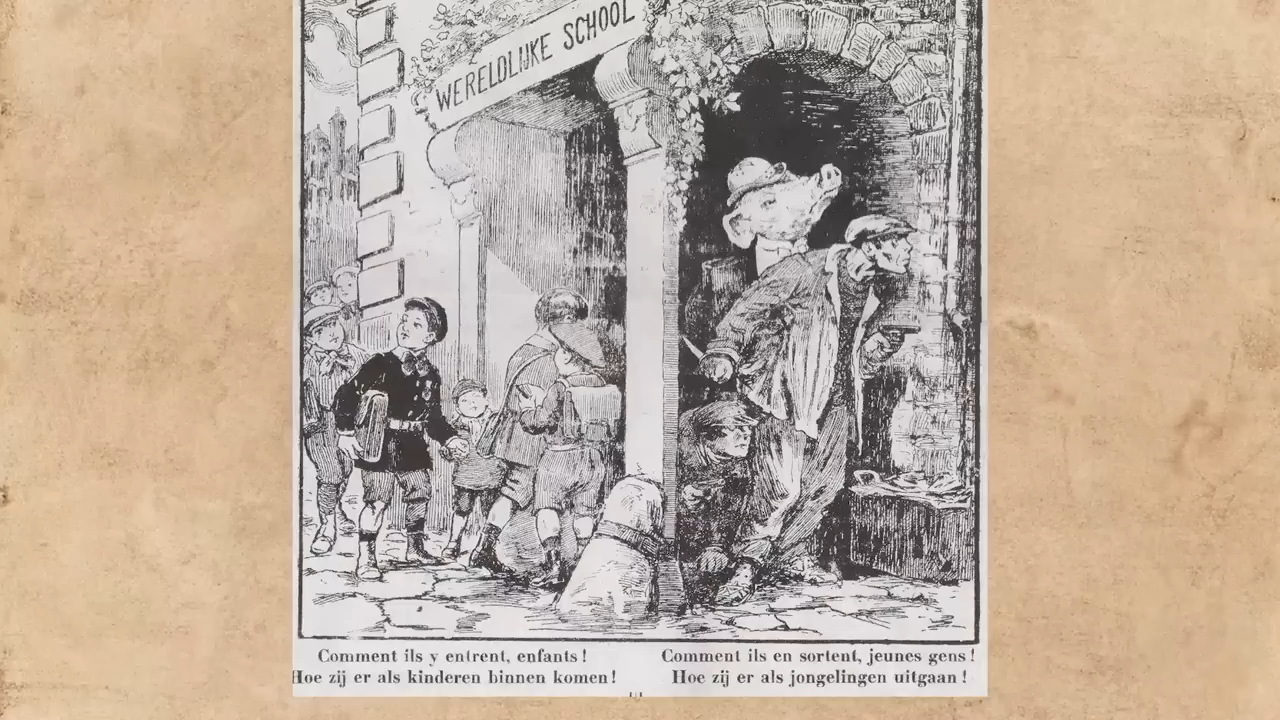 WERELDLIJKE SCHOOL
Comment ils y entrent, enfants !
Hoe zij er als kinderen binnen komen !
Comment ils en sortent, jeunes gens !
Hoe zij er als jongelingen uitgaan !